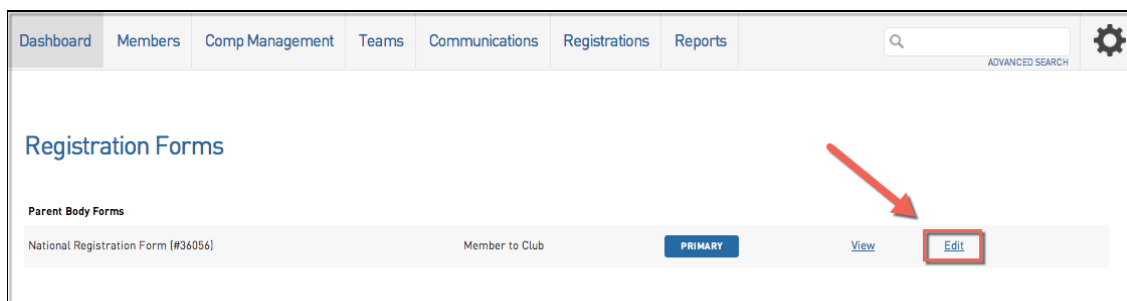 Dashboard Members Comp Management Teams Communications Registrations Reports
ADVANCED SEARCH
Registration Forms
Parent Body Forms
National Registration Form (#36056) Member to Club PRIMARY View Edit